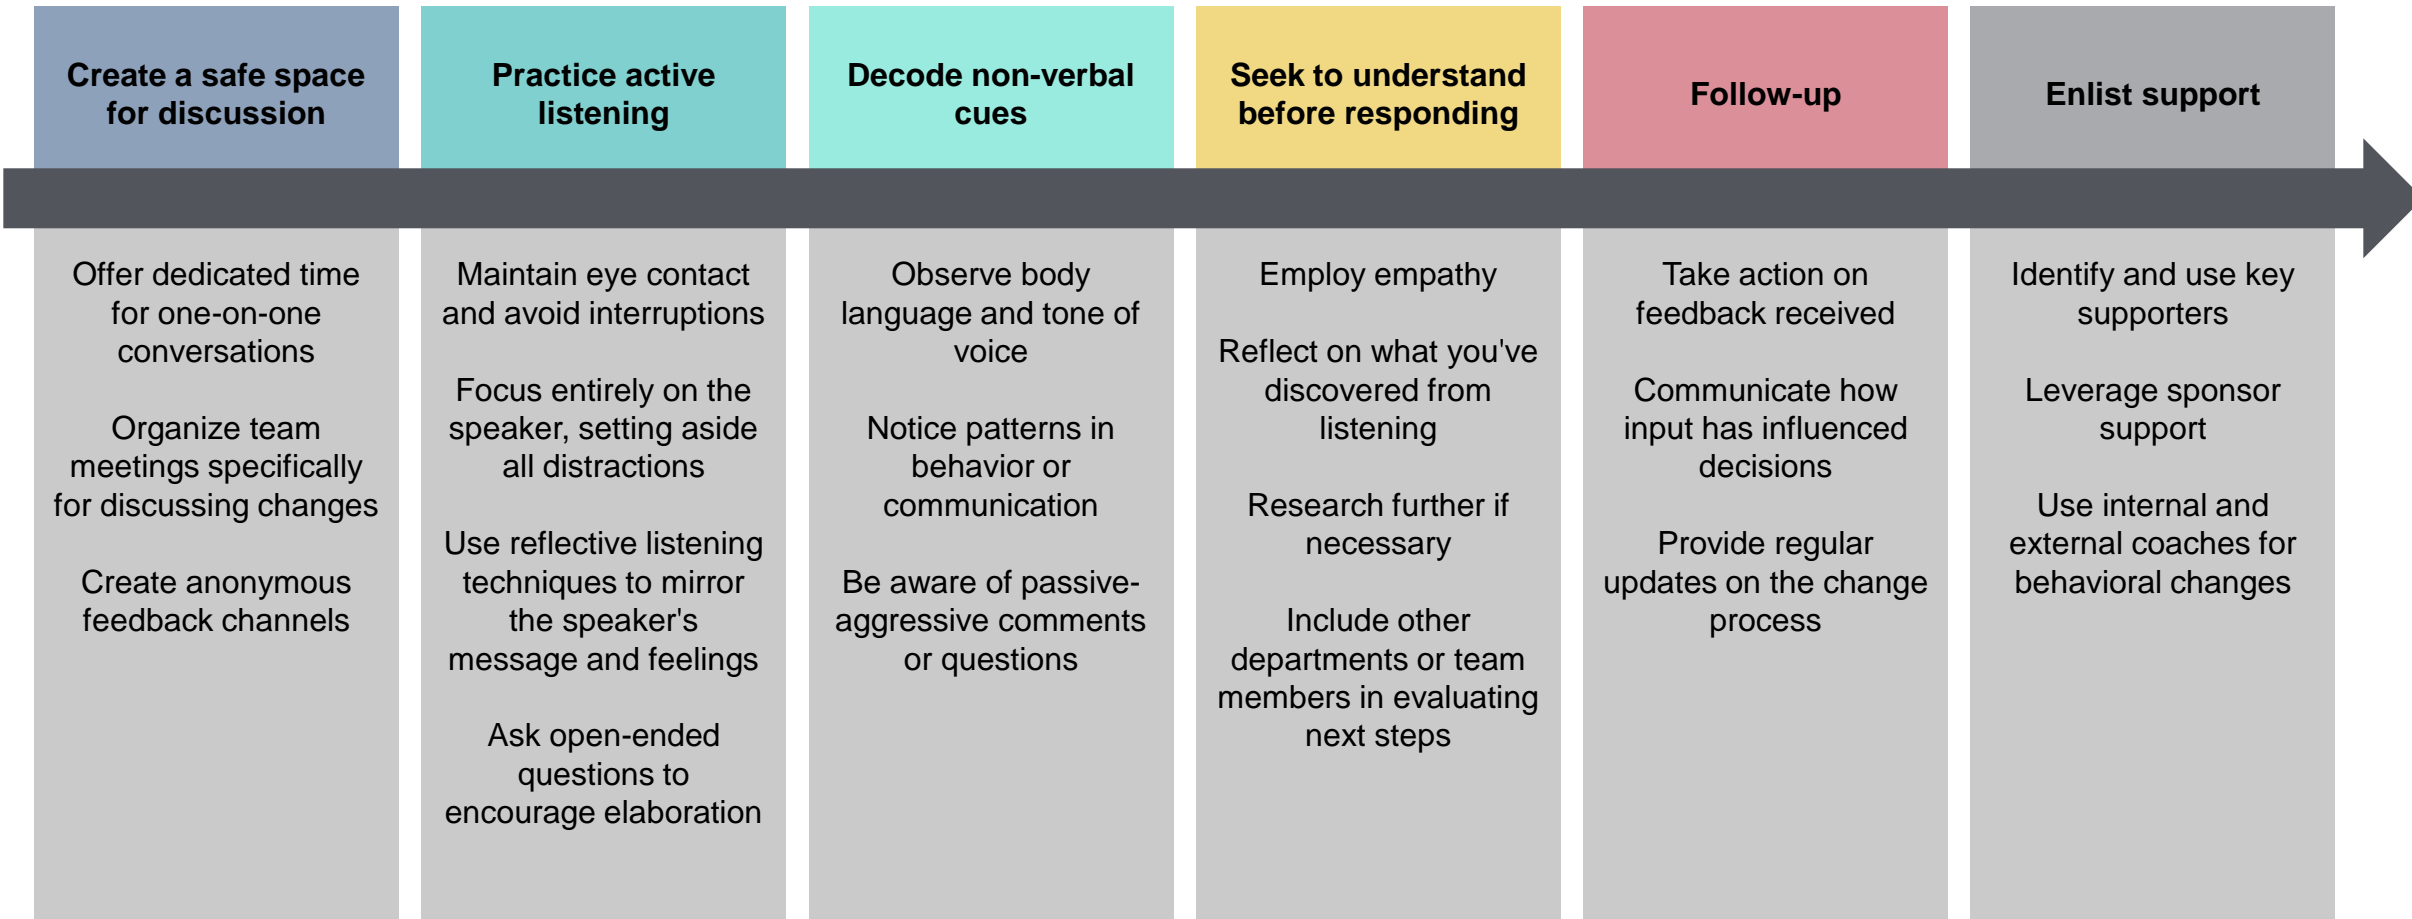 Create a safe space
for discussion
Offer dedicated time
for one-on-one
conversations
Organize team
meetings specifically
for discussing changes
Create anonymous
feedback channels
Practice active
listening
Maintain eye contact
and avoid interruptions
Focus entirely on the
speaker, setting aside
all distractions
Use reflective listening
techniques to mirror
the speaker's
message and feelings
Ask open-ended
questions to
encourage elaboration
Decode non-verbal
cues
Observe body
language and tone of
voice
Notice patterns in
behavior or
communication
Be aware of passive-
aggressive comments
or questions
Seek to understand
before responding
Employ empathy
Reflect on what you've
discovered from
listening
Research further if
necessary
Include other
departments or team
members in evaluating
next steps
Follow-up
Take action on
feedback received
Communicate how
input has influenced
decisions
Provide regular
updates on the change
process
Enlist support
Identify and use key
supporters
Leverage sponsor
support
Use internal and
external coaches for
behavioral changes